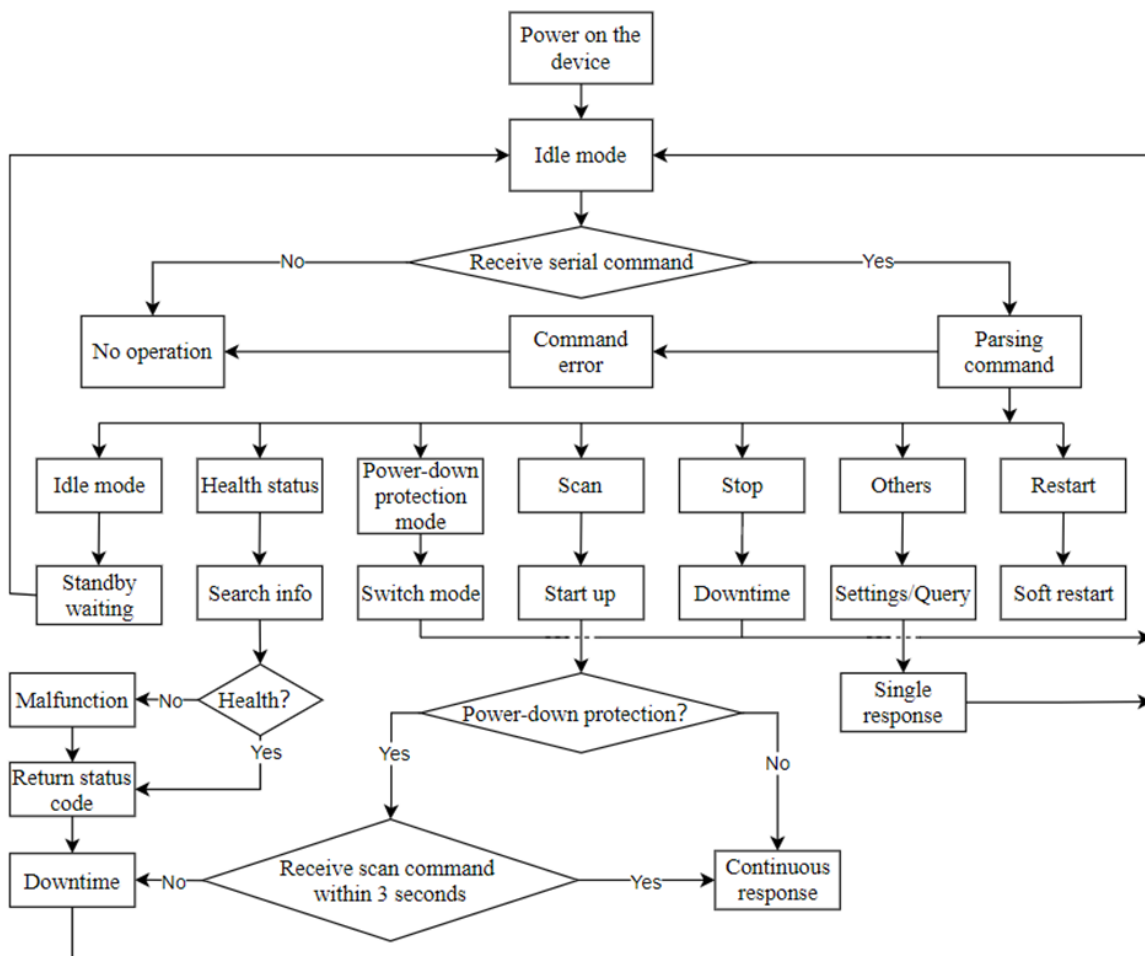 Power on the
device
Idle mode
Receive serial command
No
Yes
No operation
Command
error
Parsing
command
Idle mode
Health status
Power-down
protection
mode
Scan
Stop
Others
Restart
Standby
waiting
Search info
Switch mode
Start up
Downtime
Settings/Query
Soft restart
Malfunction
No
Health?
Yes
Power-down protection?
Single
response
Yes
No
Return status
code
Downtime
No
Receive scan command
within 3 seconds
Yes
Continuous
response